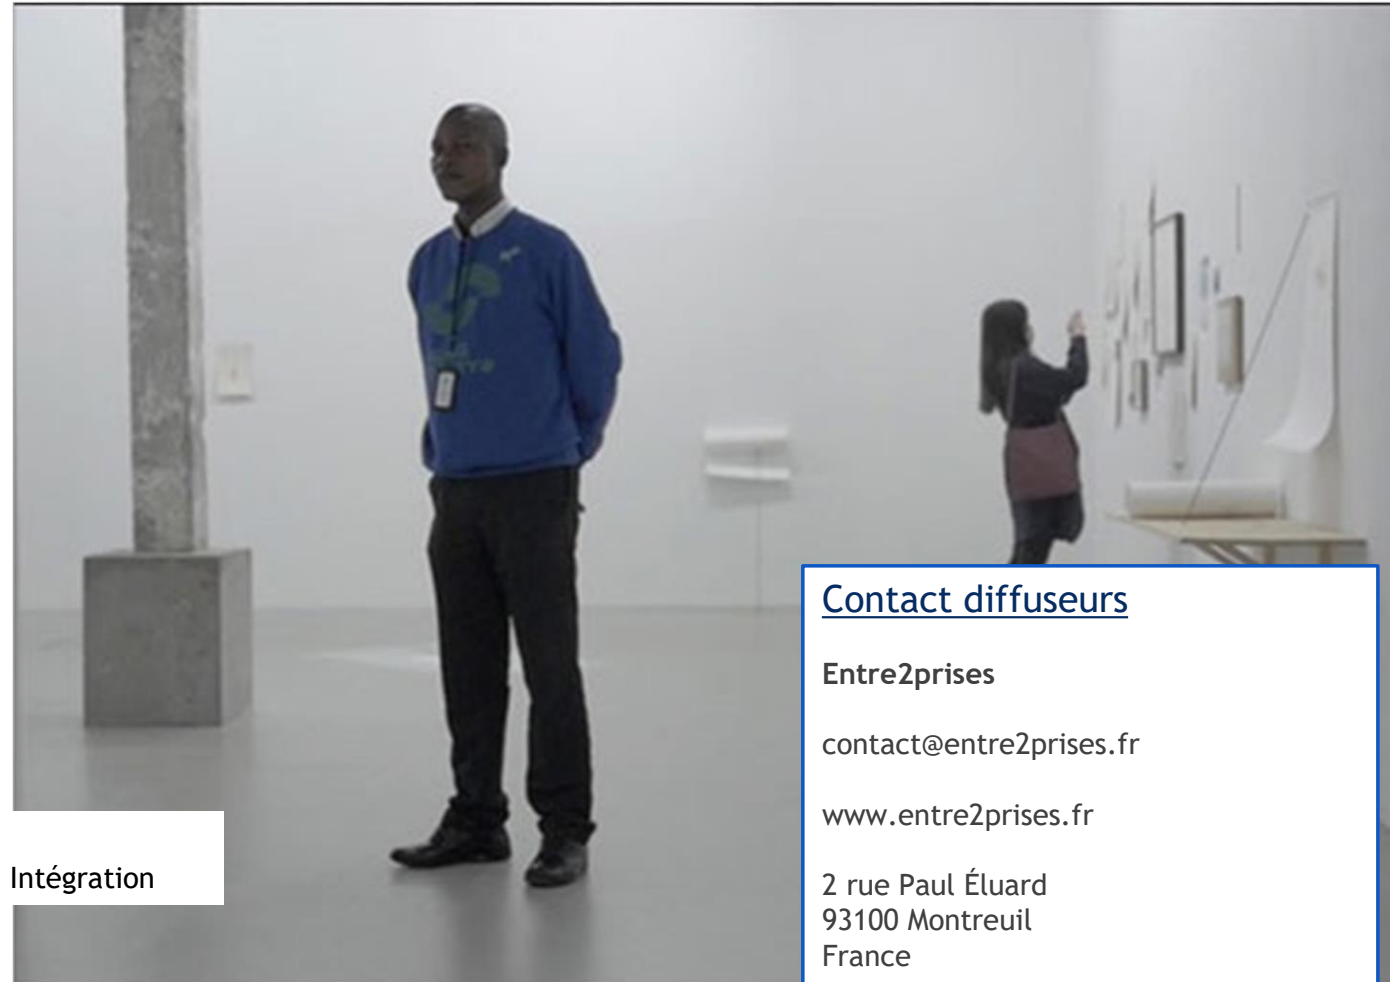 Intégration
Contact diffuseurs
Entre2prises
contact@entre2prises.fr
www.entre2prises.fr
2 rue Paul Éluard
93100 Montreuil
France